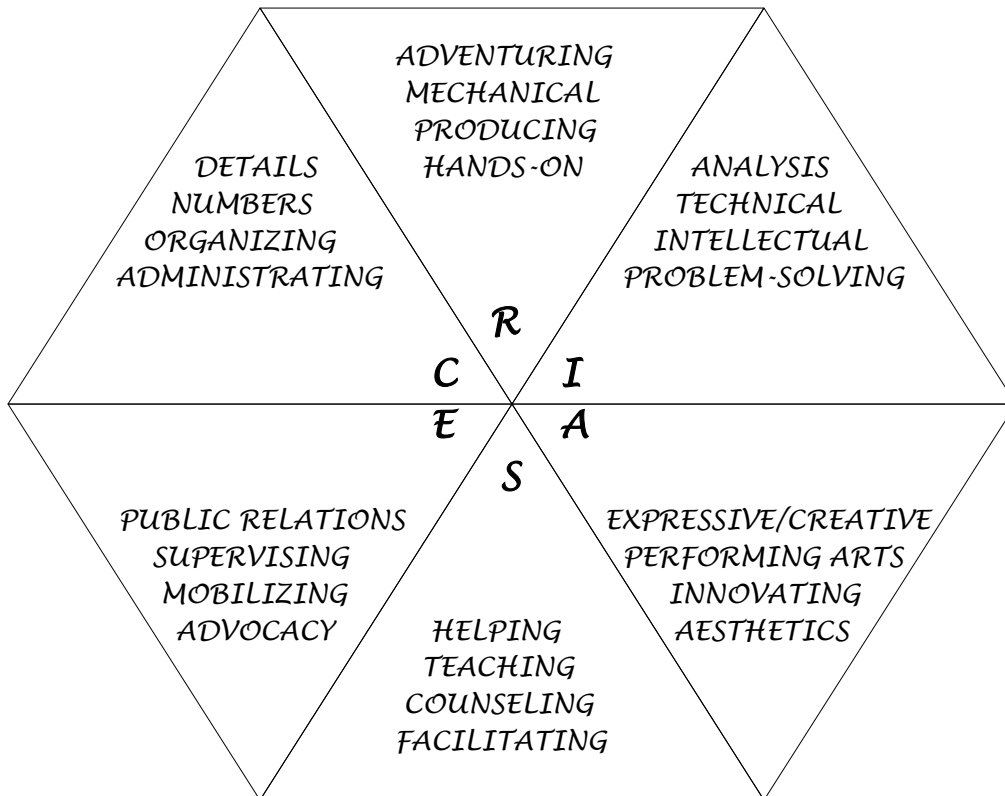 ADVENTURING
MECHANICAL
PRODUCING
HANDS-ON
DETAILS
NUMBERS
ORGANIZING
ADMINISTRATING
ANALYSIS
TECHNICAL
INTELLECTUAL
PROBLEM-SOLVING
R
C
I
E
A
S
PUBLIC RELATIONS
SUPERVISING
MOBILIZING
ADVOCACY
EXPRESSIVE/CREATIVE
PERFORMING ARTS
INNOVATING
AESTHETICS
HELPING
TEACHING
COUNSELING
FACILITATING